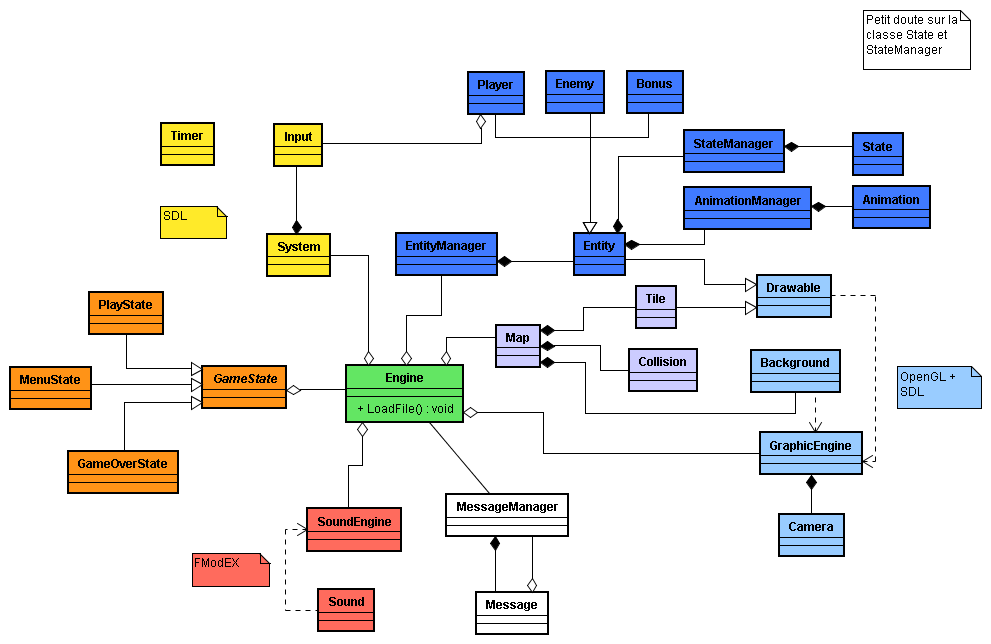 Petit doute sur la
classe State et
StateManager
Player
Enemy
Bonus
Timer
Input
StateManager
State
AnimationManager
Animation
SDL
System
EntityManager
Entity
Drawable
PlayState
Tile
Map
MenuState
GameState
Engine
+ LoadFile() : void
Collision
Background
OpenGL +
SDL
GameOverState
GraphicEngine
MessageManager
SoundEngine
Camera
FModEX
Sound
Message